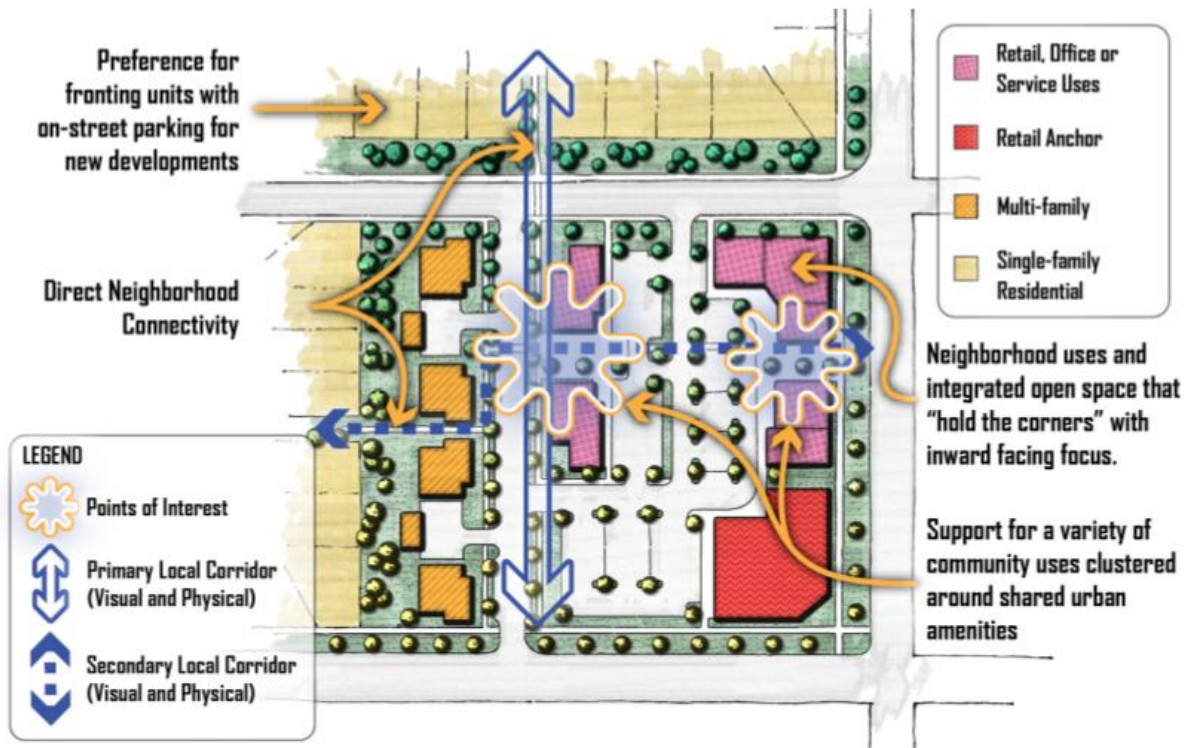 Preference for
fronting units with
on-street parking for
new developments
Direct Neighborhood
Connectivity
LEGEND
Points of Interest
Primary Local Corridor
(Visual and Physical)
Secondary Local Corridor
(Visual and Physical)
Retail, Office or
Service Uses
Retail Anchor
Multi-family
Single-family
Residential
Neighborhood uses and
integrated open space that
“hold the corners” with
inward facing focus.
Support for a variety of
community uses clustered
around shared urban
amenities